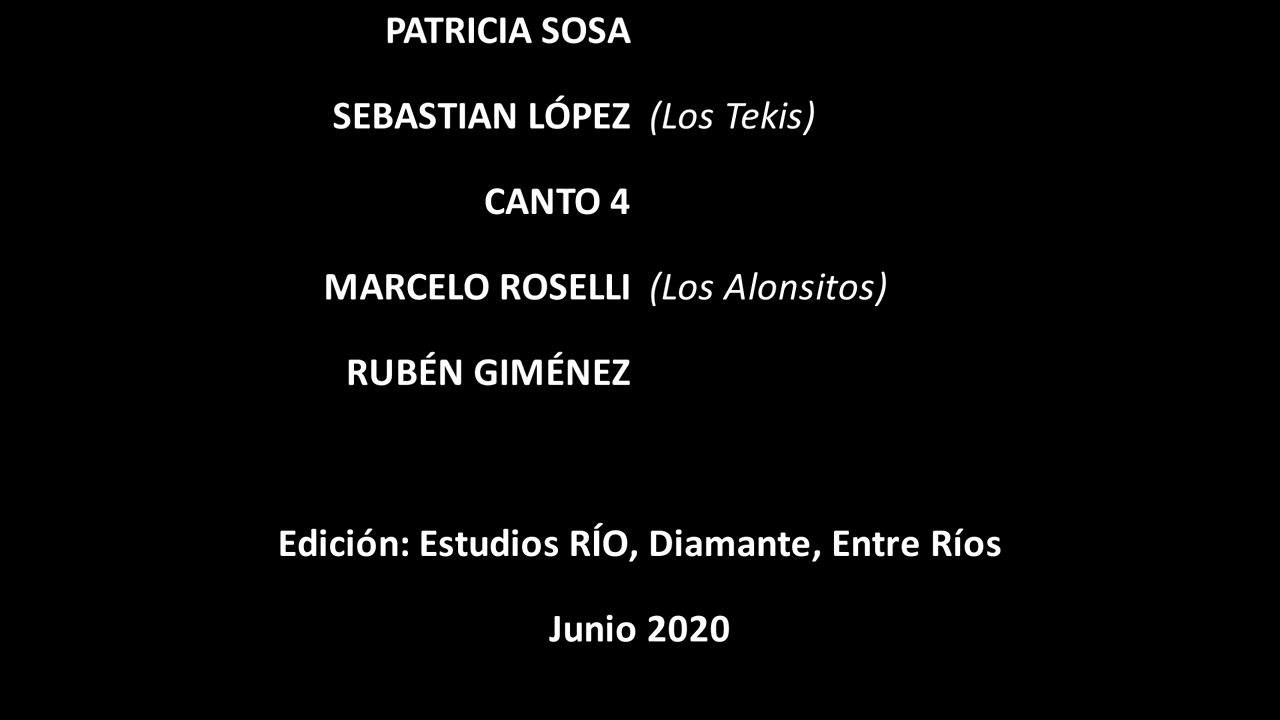 PATRICIA SOSA
SEBASTIAN LÓPEZ (Los Tekis)
CANTO 4
MARCELO ROSELLI (Los Alonsitos)
RUBÉN GIMÉNEZ
Edición: Estudios RÍO, Diamante, Entre Ríos
Junio 2020